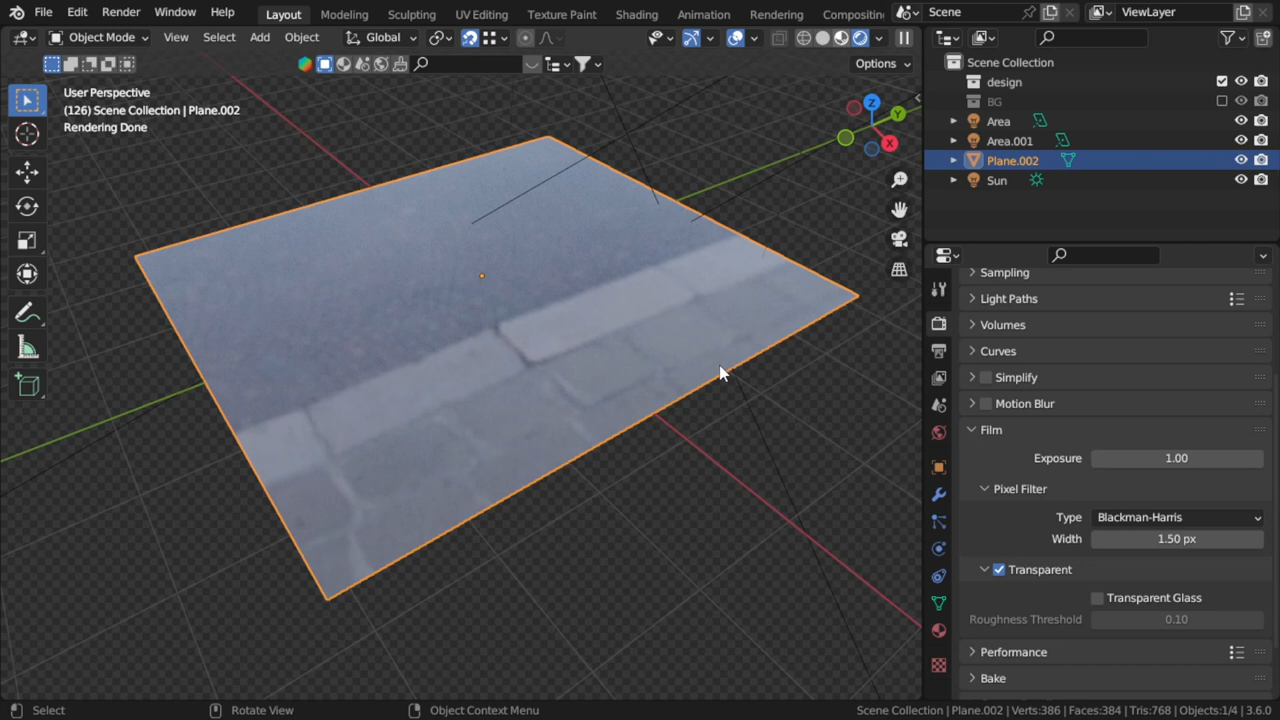 File Edit Render Window Help Layout Modeling Sculpting UV Editing Texture Paint Shading Animation Rendering Compositin Scene ViewLayer
Object Mode View Select Add Object Global
Options
User Perspective
(126) Scene Collection | Plane.002
Rendering Done
Z
Y
X
Scene Collection
design
BG
Area
Area.001
Plane.002
Sun
Sampling
Light Paths
Volumes
Curves
Simplify
Motion Blur
Film
Exposure 1.00
Pixel Filter
Type Blackman-Harris
Width 1.50 px
Transparent
Transparent Glass
Roughness Threshold 0.10
Performance
Bake
Select Rotate View Object Context Menu Scene Collection | Plane.002 | Verts:386 | Faces:384 | Tris:768 | Objects:1/4 | 3.6.0